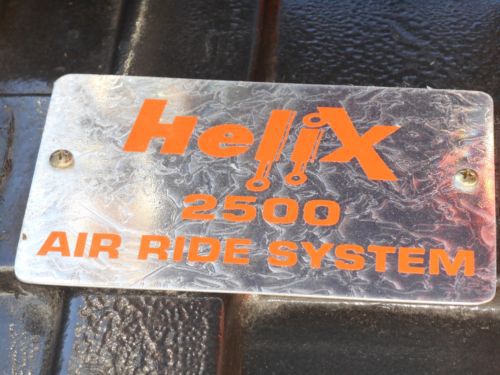 Helix
2500
AIR RIDE SYSTEM